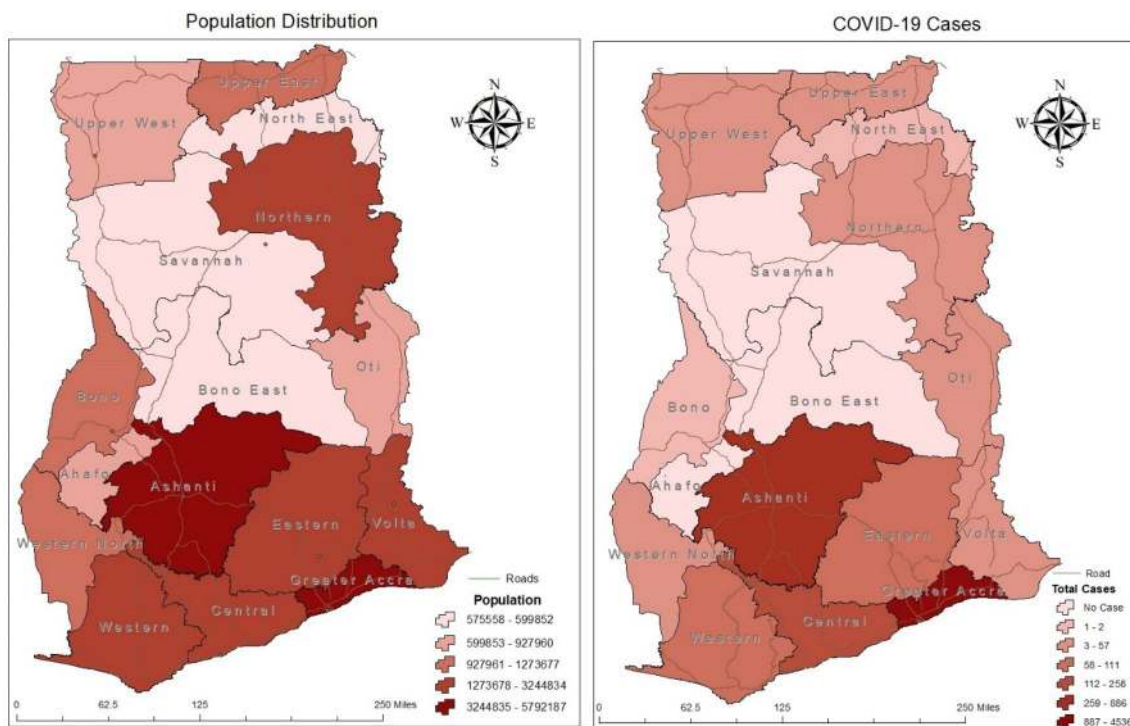 Population Distribution
COVID-19 Cases
Upper East
Upper West
North East
Northern
Savannah
Oti
Bono East
Bono
Ahafo
Ashanti
Eastern
Volta
Western North
Greater Accra
Central
Western
N
W E
S
Roads
Population
575558 - 599852
599853 - 927960
927961 - 1273677
1273678 - 3244834
3244835 - 5792187
0 62.5 125 250 Miles
Upper East
Upper West
North East
Northern
Savannah
Oti
Bono
Bono East
Ahafo
Ashanti
Eastern
Volta
Western North
Greater Accra
Central
Western
N
W E
S
Road
Total Cases
No Case
1 - 2
3 - 57
58 - 111
112 - 256
259 - 886
887 - 4536
0 62.5 125 250 Miles